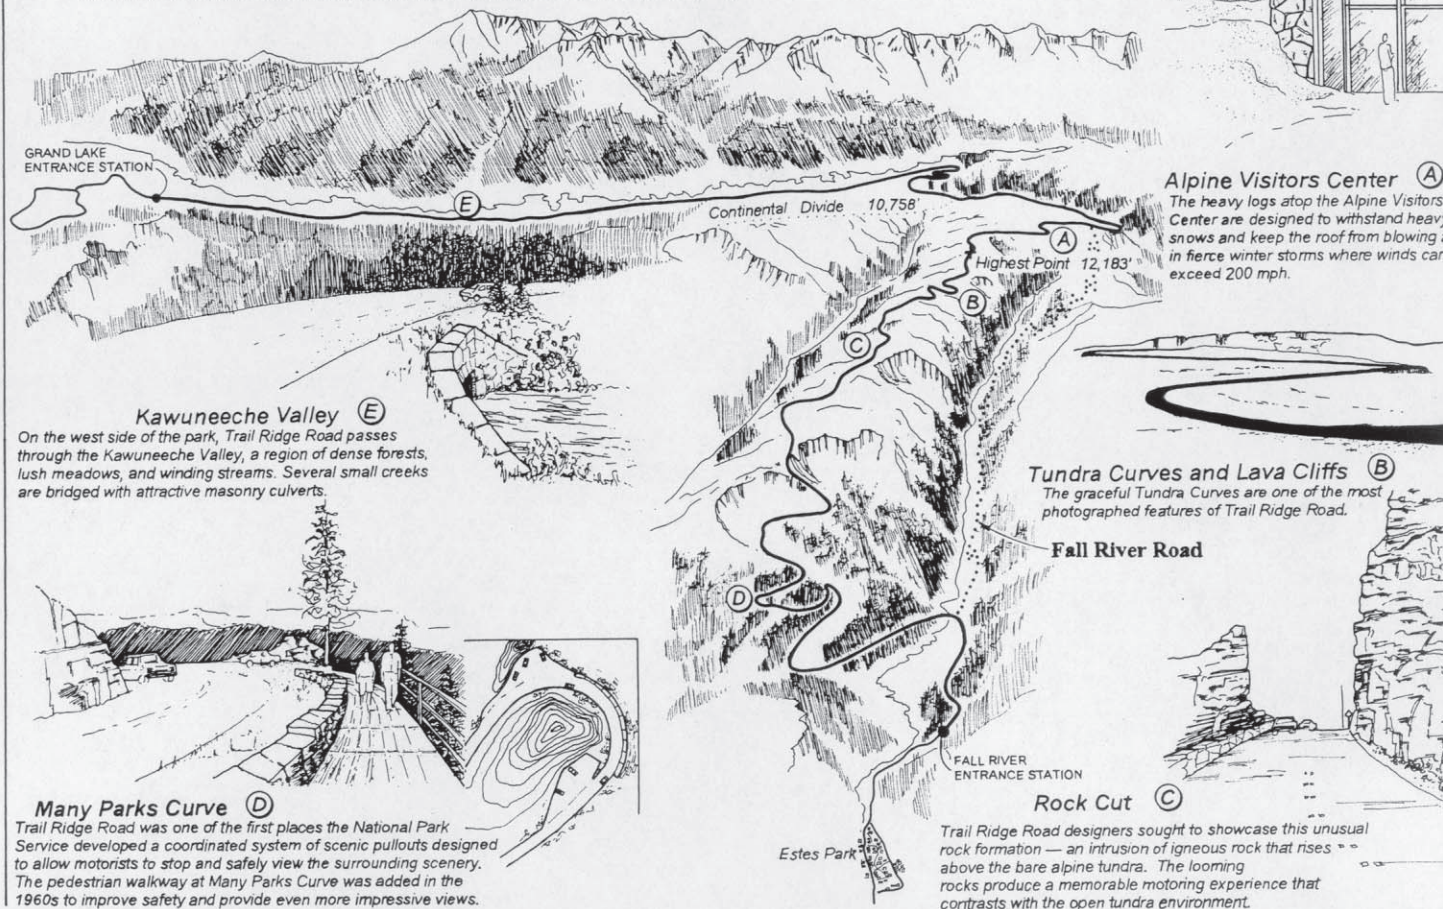 GRAND LAKE
ENTRANCE STATION
E
Continental Divide 10,758'
A
Highest Point 12,183'
B
C
D
Alpine Visitors Center A
The heavy logs atop the Alpine Visitors
Center are designed to withstand heavy
snows and keep the roof from blowing
in fierce winter storms where winds can
exceed 200 mph.
Kawuneeche Valley E
On the west side of the park, Trail Ridge Road passes
through the Kawuneeche Valley, a region of dense forests,
lush meadows, and winding streams. Several small creeks
are bridged with attractive masonry culverts.
Tundra Curves and Lava Cliffs B
The graceful Tundra Curves are one of the most
photographed features of Trail Ridge Road.
Fall River Road
FALL RIVER
ENTRANCE STATION
Estes Park
Many Parks Curve D
Trail Ridge Road was one of the first places the National Park
Service developed a coordinated system of scenic pullouts designed
to allow motorists to stop and safely view the surrounding scenery.
The pedestrian walkway at Many Parks Curve was added in the
1960s to improve safety and provide even more impressive views.
Rock Cut C
Trail Ridge Road designers sought to showcase this unusual
rock formation — an intrusion of igneous rock that rises
above the bare alpine tundra. The looming
rocks produce a memorable motoring experience that
contrasts with the open tundra environment.